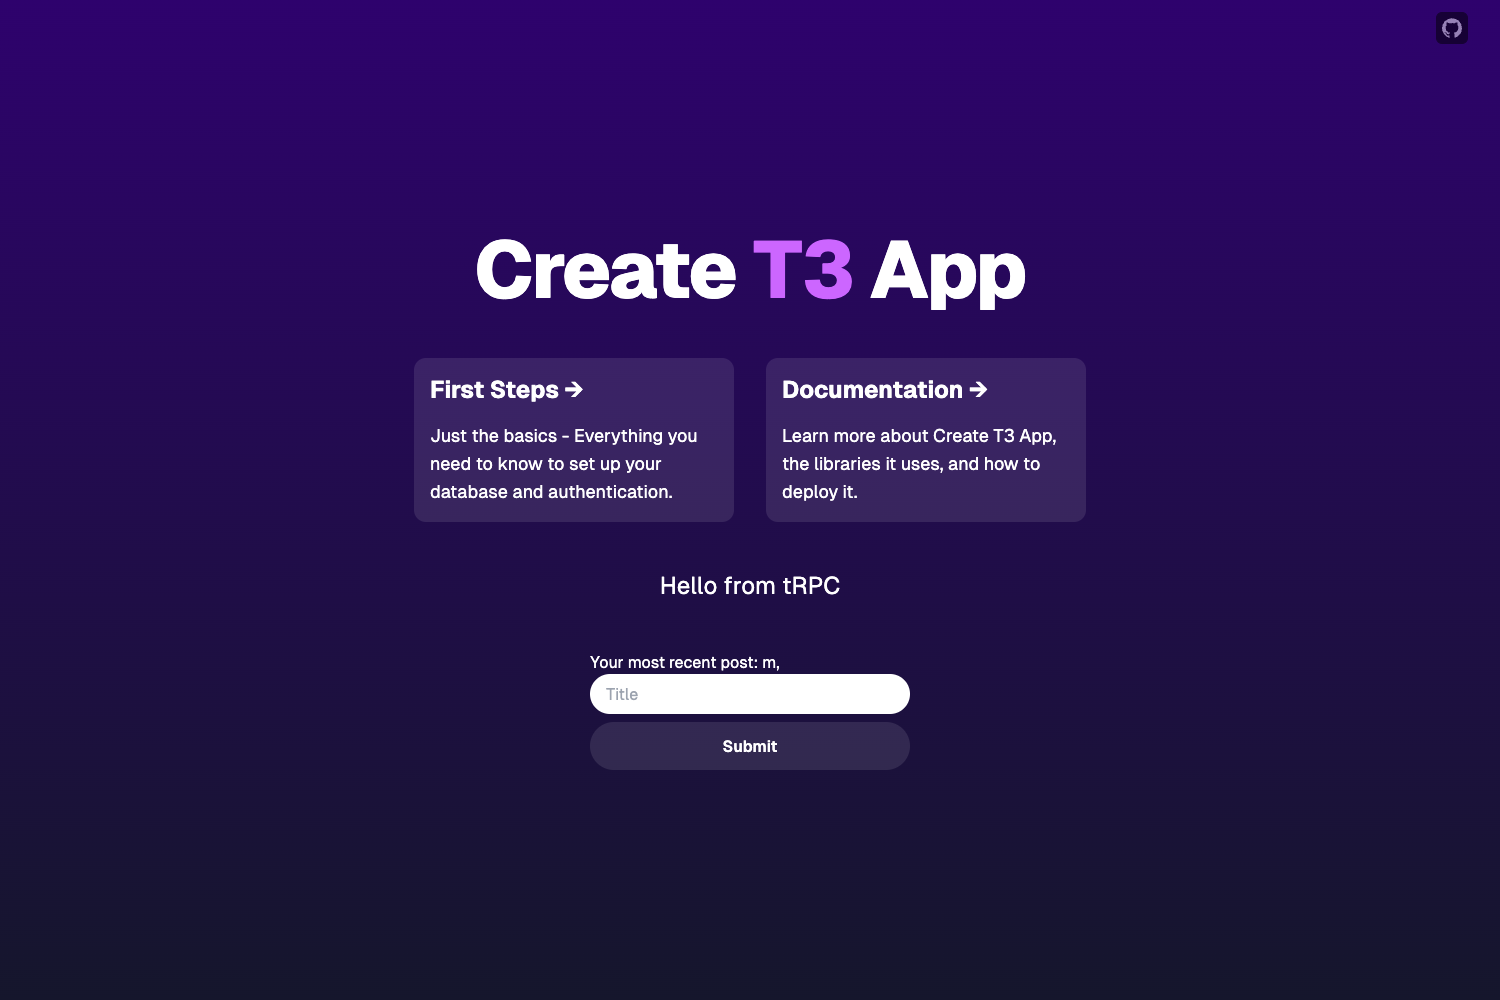 Create T3 App
First Steps →
Just the basics - Everything you
need to know to set up your
database and authentication.
Documentation →
Learn more about Create T3 App,
the libraries it uses, and how to
deploy it.
Hello from tRPC
Your most recent post: m,
Title
Submit